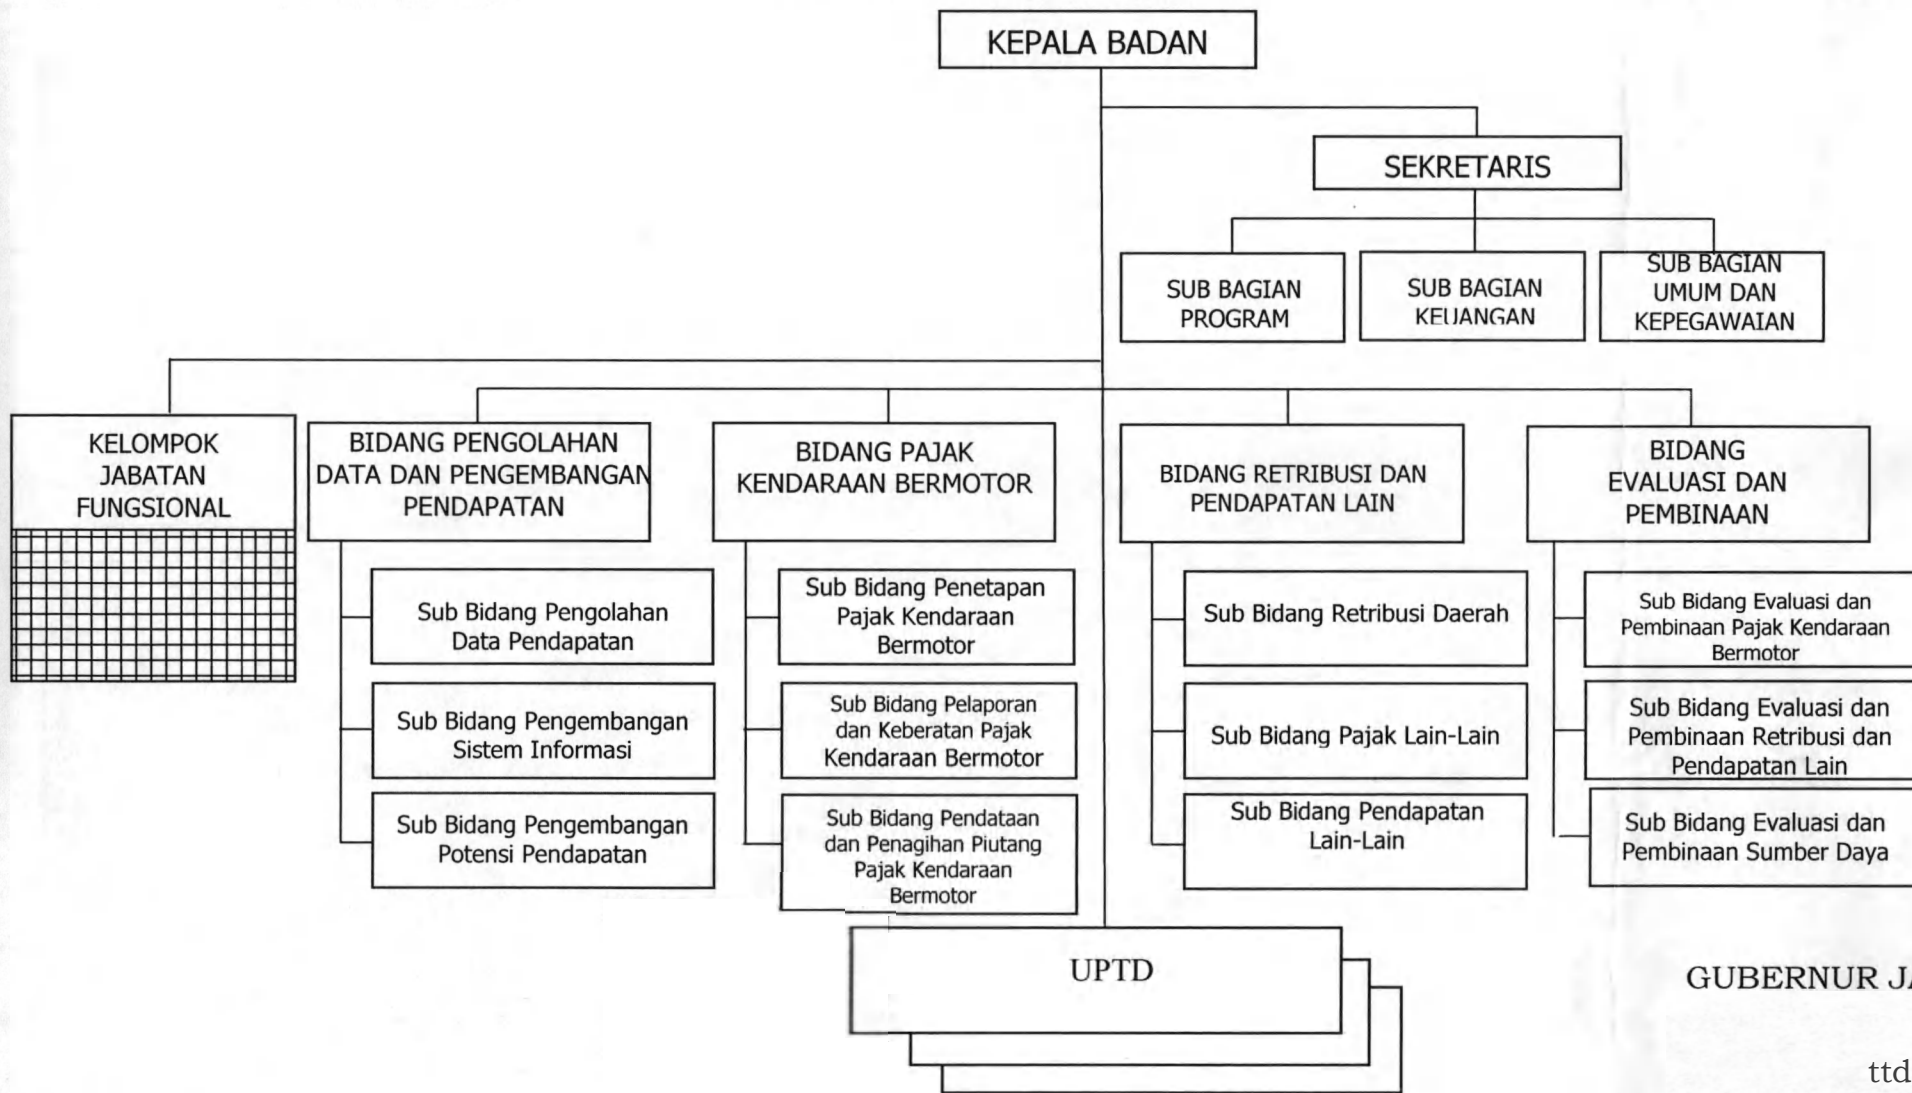 KEPALA BADAN
SEKRETARIS
SUB BAGIAN
PROGRAM
SUB BAGIAN
KEUANGAN
SUB BAGIAN
UMUM DAN
KEPEGAWAIAN
KELOMPOK
JABATAN
FUNGSIONAL
BIDANG PENGOLAHAN
DATA DAN PENGEMBANGAN
PENDAPATAN
Sub Bidang Pengolahan
Data Pendapatan
Sub Bidang Pengembangan
Sistem Informasi
Sub Bidang Pengembangan
Potensi Pendapatan
BIDANG PAJAK
KENDARAAN BERMOTOR
Sub Bidang Penetapan
Pajak Kendaraan
Bermotor
Sub Bidang Pelaporan
dan Keberatan Pajak
Kendaraan Bermotor
Sub Bidang Pendataan
dan Penagihan Piutang
Pajak Kendaraan
Bermotor
BIDANG RETRIBUSI DAN
PENDAPATAN LAIN
Sub Bidang Retribusi Daerah
Sub Bidang Pajak Lain-Lain
Sub Bidang Pendapatan
Lain-Lain
BIDANG
EVALUASI DAN
PEMBINAAN
Sub Bidang Evaluasi dan
Pembinaan Pajak Kendaraan
Bermotor
Sub Bidang Evaluasi dan
Pembinaan Retribusi dan
Pendapatan Lain
Sub Bidang Evaluasi dan
Pembinaan Sumber Daya
UPTD
GUBERNUR
ttd